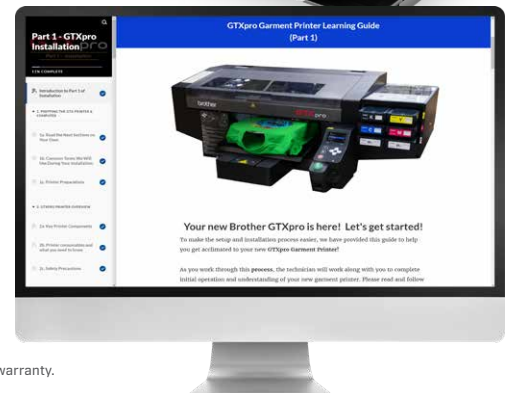 Part 1 - GTXpro
Installation
GTXpro Garment Printer Learning Guide
(Part 1)
Introduction to Part 1 of
Installation
1. PREPPING THE GTX PRINTER &
COMPUTER
1a. Read the Next Sections on
Your Own
1b. Common Terms We Will
Use During Your Installation
1c. Printer Preparations
2. GTXPRO PRINTER OVERVIEW
2a. Key Printer Components
2b. Printer components and
what you need to know
2c. Safety Precautions
brother
GTX pro
Your new Brother GTXpro is here! Let's get started!
To make the setup and installation process easier, we have provided this guide to help
you get acclimated to your new GTXpro Garment Printer!
As you work through this process, the technician will work along with you to complete
initial operation and understanding of your new garment printer. Please read and follow
warranty.